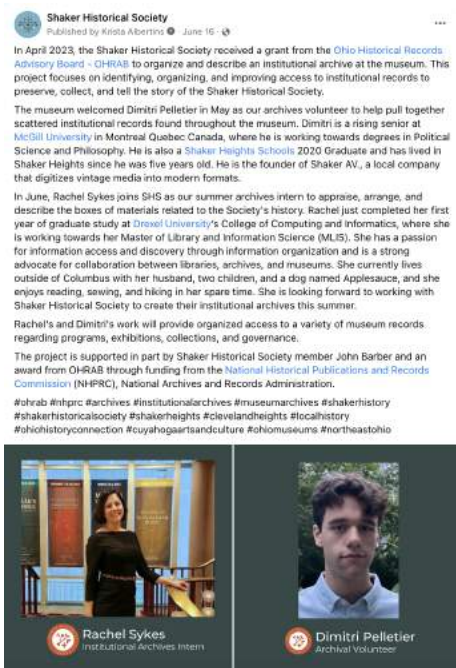 Shaker Historical Society
Published by Krista Albertins · June 16 ·
In April 2023, the Shaker Historical Society received a grant from the Ohio Historical Records
Advisory Board - OHRAB to organize and describe an institutional archive at the museum. This
project focuses on identifying, organizing, and improving access to institutional records to
preserve, collect, and tell the story of the Shaker Historical Society.
The museum welcomed Dimitri Pelletier in May as our archives volunteer to help pull together
scattered institutional records found throughout the museum. Dimitri is a rising senior at
McGill University in Montreal Quebec Canada, where he is working towards degrees in Political
Science and Philosophy. He is also a Shaker Heights Schools 2020 Graduate and has lived in
Shaker Heights since he was five years old. He is the founder of Shaker AV., a local company
that digitizes vintage media into modern formats.
In June, Rachel Sykes joins SHS as our summer archives intern to appraise, arrange, and
describe the boxes of materials related to the Society's history. Rachel just completed her first
year of graduate study at Drexel University's College of Computing and Informatics, where she
is working towards her Master of Library and Information Science (MLIS). She has a passion
for information access and discovery through information organization and is a strong
advocate for collaboration between libraries, archives, and museums. She currently lives
outside of Columbus with her husband, two children, and a dog named Applesauce, and she
enjoys reading, sewing, and hiking in her spare time. She is looking forward to working with
Shaker Historical Society to create their institutional archives this summer.
Rachel's and Dimitri's work will provide organized access to a variety of museum records
regarding programs, exhibitions, collections, and governance.
The project is supported in part by Shaker Historical Society member John Barber and an
award from OHRAB through funding from the National Historical Publications and Records
Commission (NHPRC), National Archives and Records Administration.
#ohrab #nhprc #archives #institutionalarchives #museumarchives #shakerhistory
#shakerhistoricalsociety #shakerheights #clevelandheights #localhistory
#ohiohistoryconnection #cuyahogaartsandculture #ohiomuseums #northeastohio
Rachel Sykes
Institutional Archives Intern
Dimitri Pelletier
Archival Volunteer